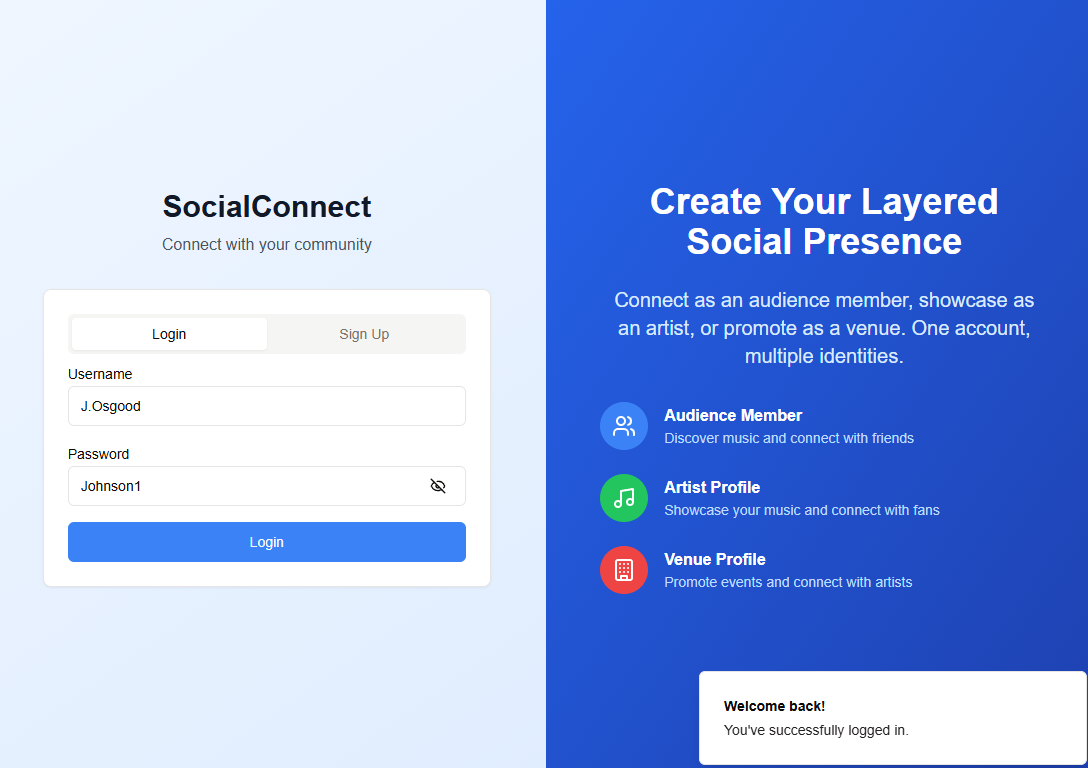 SocialConnect
Connect with your community
Login
Sign Up
Username
J.Osgood
Password
Johnson1
Login
Create Your Layered
Social Presence
Connect as an audience member, showcase as
an artist, or promote as a venue. One account,
multiple identities.
Audience Member
Discover music and connect with friends
Artist Profile
Showcase your music and connect with fans
Venue Profile
Promote events and connect with artists
Welcome back!
You've successfully logged in.